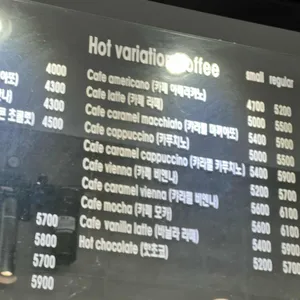 Hot variation coffee small regular
Cafe americano (카페 아메리카노) 4700 5200
Cafe latte (카페 라떼) 5000 5500
Cafe caramel macchiato (카라멜 마끼아또) 5400 5900
Cafe cappuccino (카푸치노) 5000 5500
Cafe caramel cappuccino (카라멜 카푸치노) 5400 5900
Cafe vienna (카페 비엔나) 5200 5700
Cafe caramel vienna (카라멜 비엔나) 5600 6100
Cafe mocha (카페 모카) 5600 6100
Cafe vanilla latte (바닐라 라떼) 5400 5900
Hot chocolate (핫초코) 5200 570
4000
4300
4300
4500
5700
5800
5700
5900